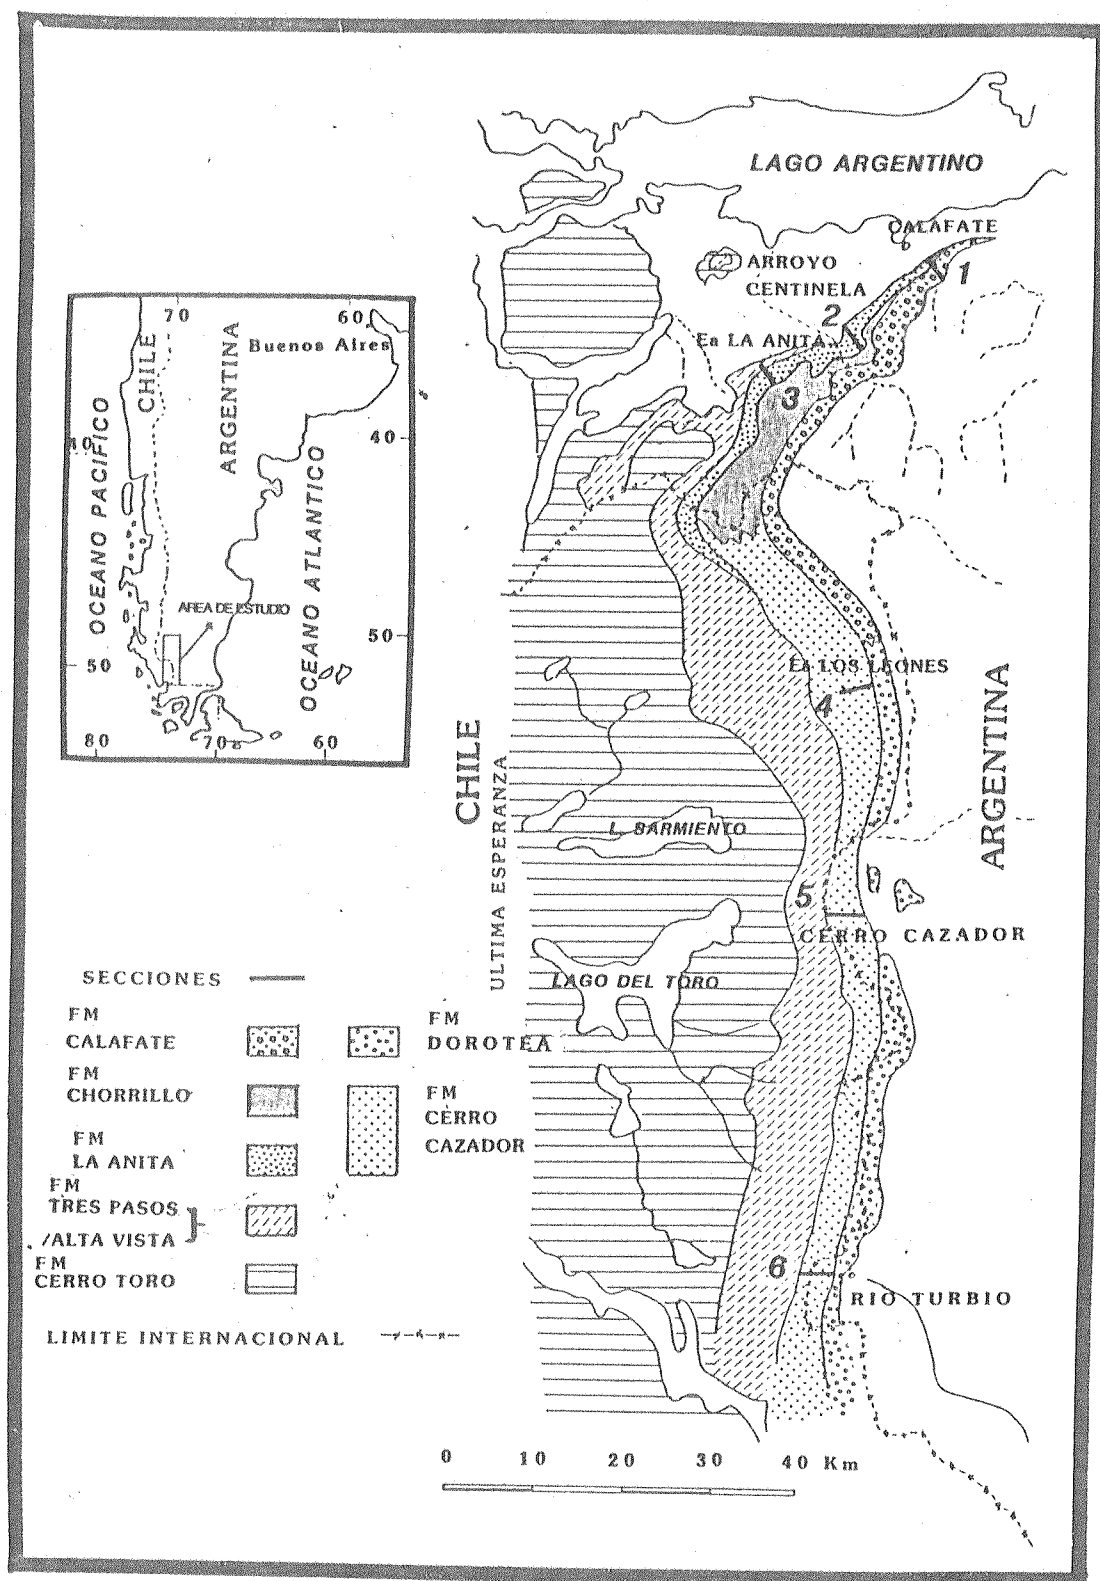 LAGO ARGENTINO
CALAFATE
1
ARROYO
CENTINELA
2
Ea LA ANITA
3
70
60
Buenos Aires
CHILE
ARGENTINA
OCEANO PACIFICO
40
40
OCEANO ATLANTICO
AREA DE ESTUDIO
50
50
80
70
60
Ea LOS LEONES
4
CHILE
ULTIMA ESPERANZA
ARGENTINA
L. SARMIENTO
5
CERRO CAZADOR
LAGO DEL TORO
SECCIONES
FM
CALAFATE
FM
DOROTEA
FM
CHORRILLO
FM
CERRO
CAZADOR
FM
LA ANITA
FM
TRES PASOS
/ALTA VISTA
FM
CERRO TORO
6
RIO TURBIO
LIMITE INTERNACIONAL
0 10 20 30 40 Km